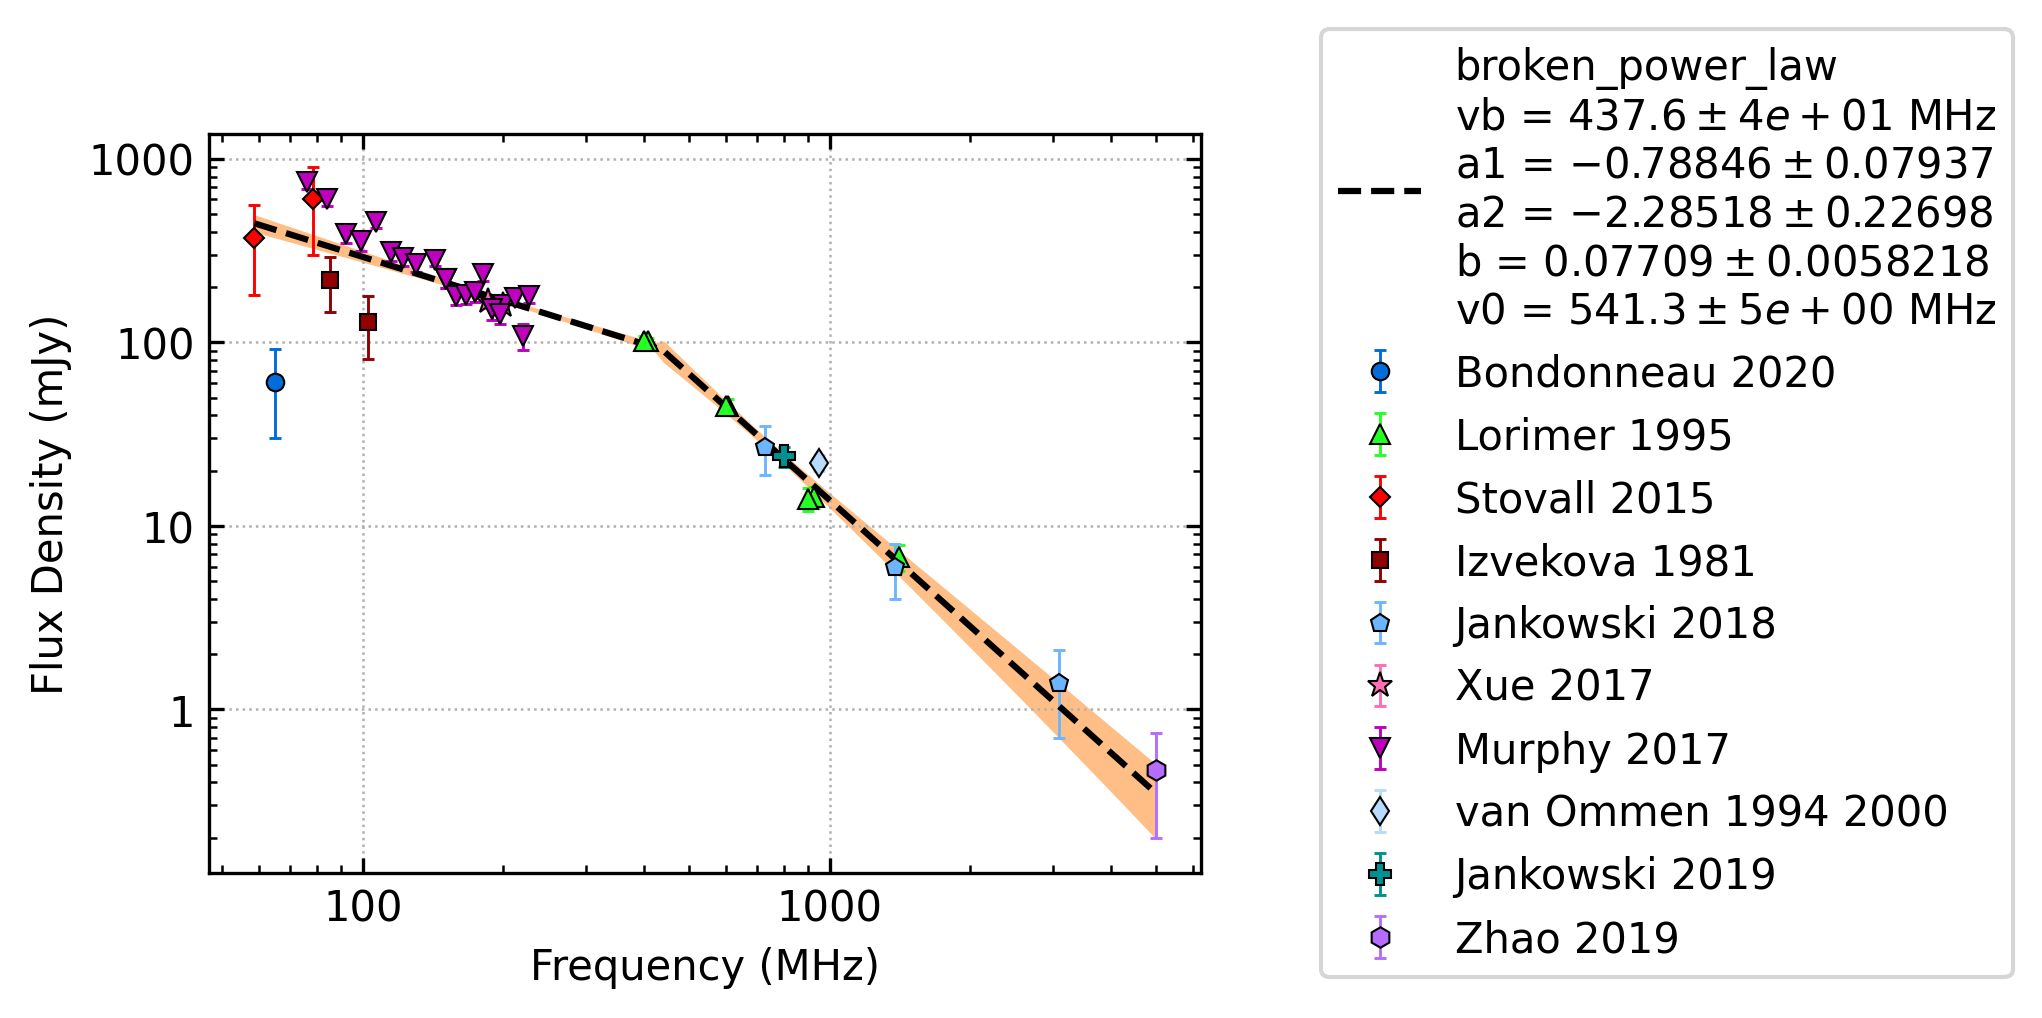 1000
100
10
1
Flux Density (mJy)
100 1000
Frequency (MHz)
broken_power_law
vb = 437.6 ± 4e + 01 MHz
a1 = −0.78846 ± 0.07937
a2 = −2.28518 ± 0.22698
b = 0.07709 ± 0.0058218
v0 = 541.3 ± 5e + 00 MHz
Bondonneau 2020
Lorimer 1995
Stovall 2015
Izvekova 1981
Jankowski 2018
Xue 2017
Murphy 2017
van Ommen 1994 2000
Jankowski 2019
Zhao 2019